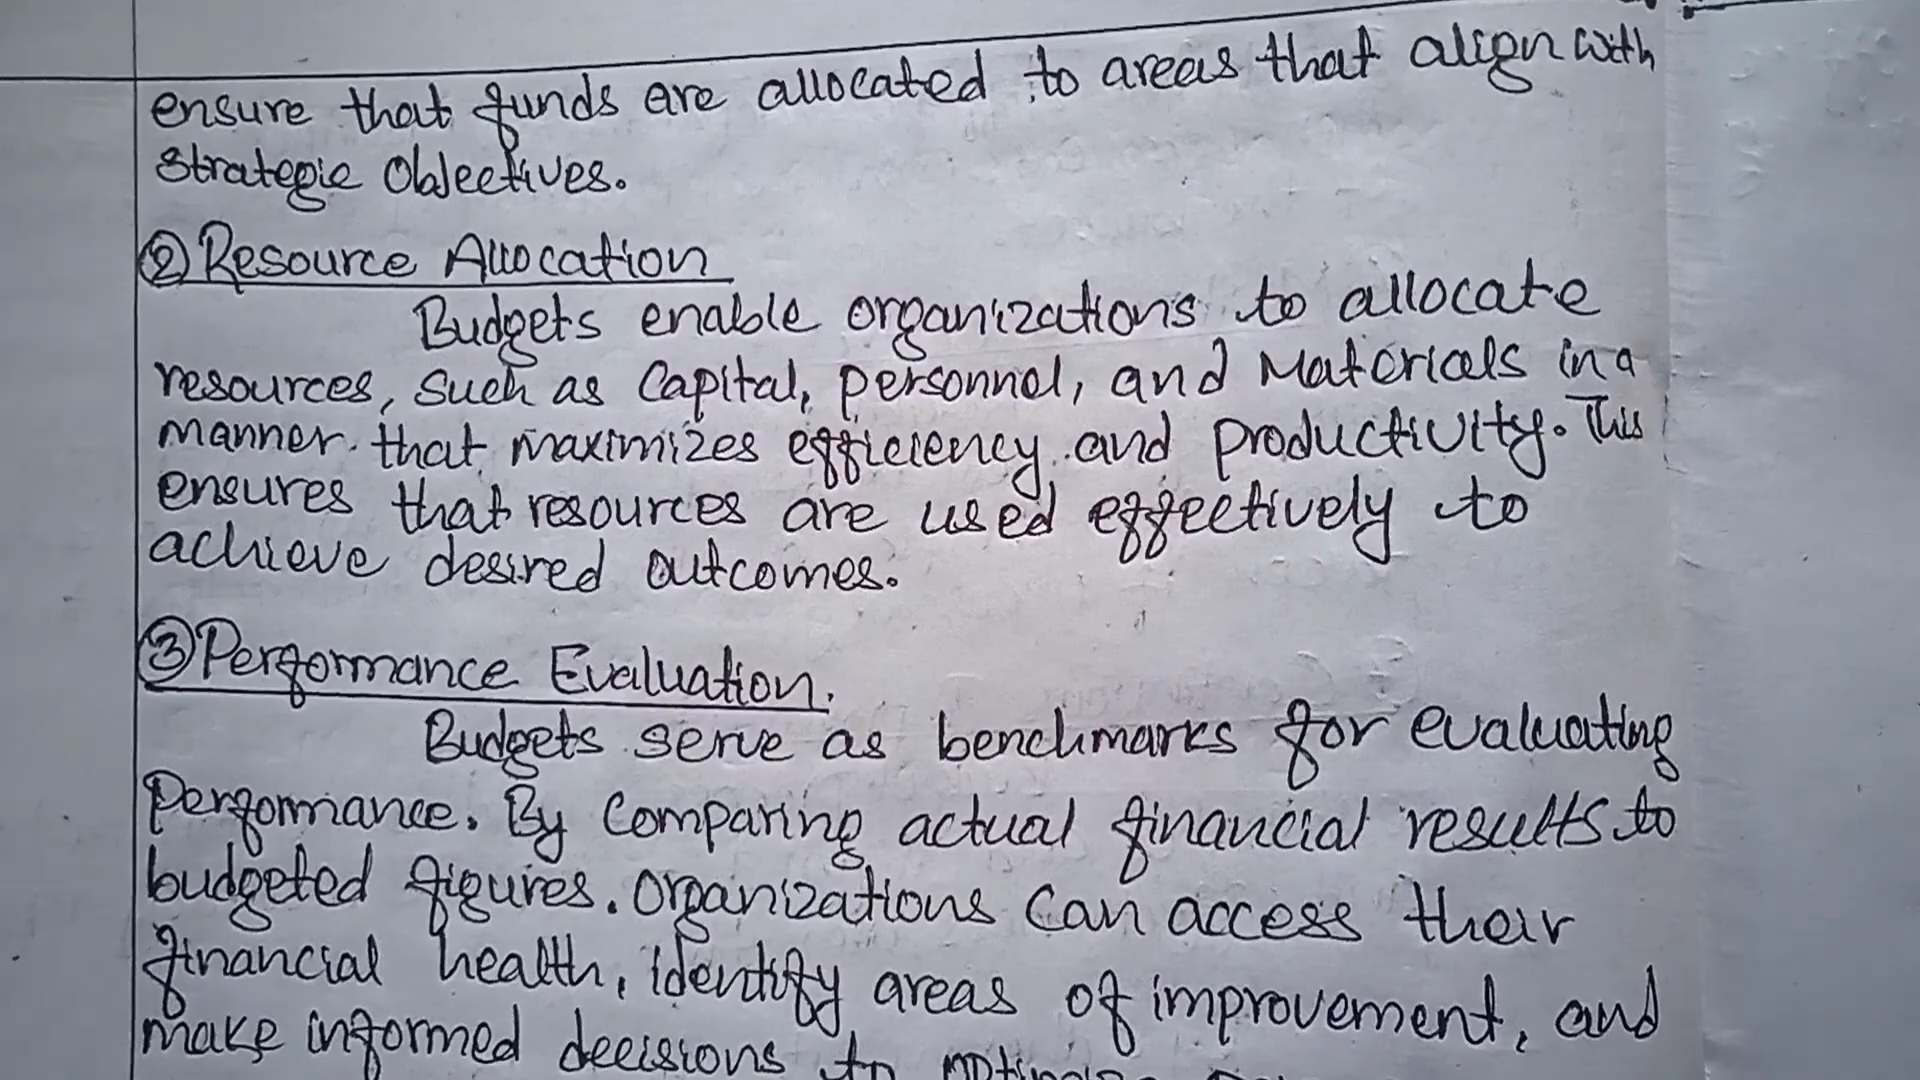 ensure that funds are allocated to areas that align with
strategic objectives.
② Resource Allocation
Budgets enable organizations to allocate
resources, such as Capital, personnel, and Materials in a
manner that maximizes efficiency and productivity. This
ensures that resources are used effectively to
achieve desired outcomes.
③ Performance Evaluation.
Budgets serve as benchmarks for evaluating
Performance. By Comparing actual financial results to
budgeted figures. Organizations Can access their
financial health, identify areas of improvement, and
make informed decisions to